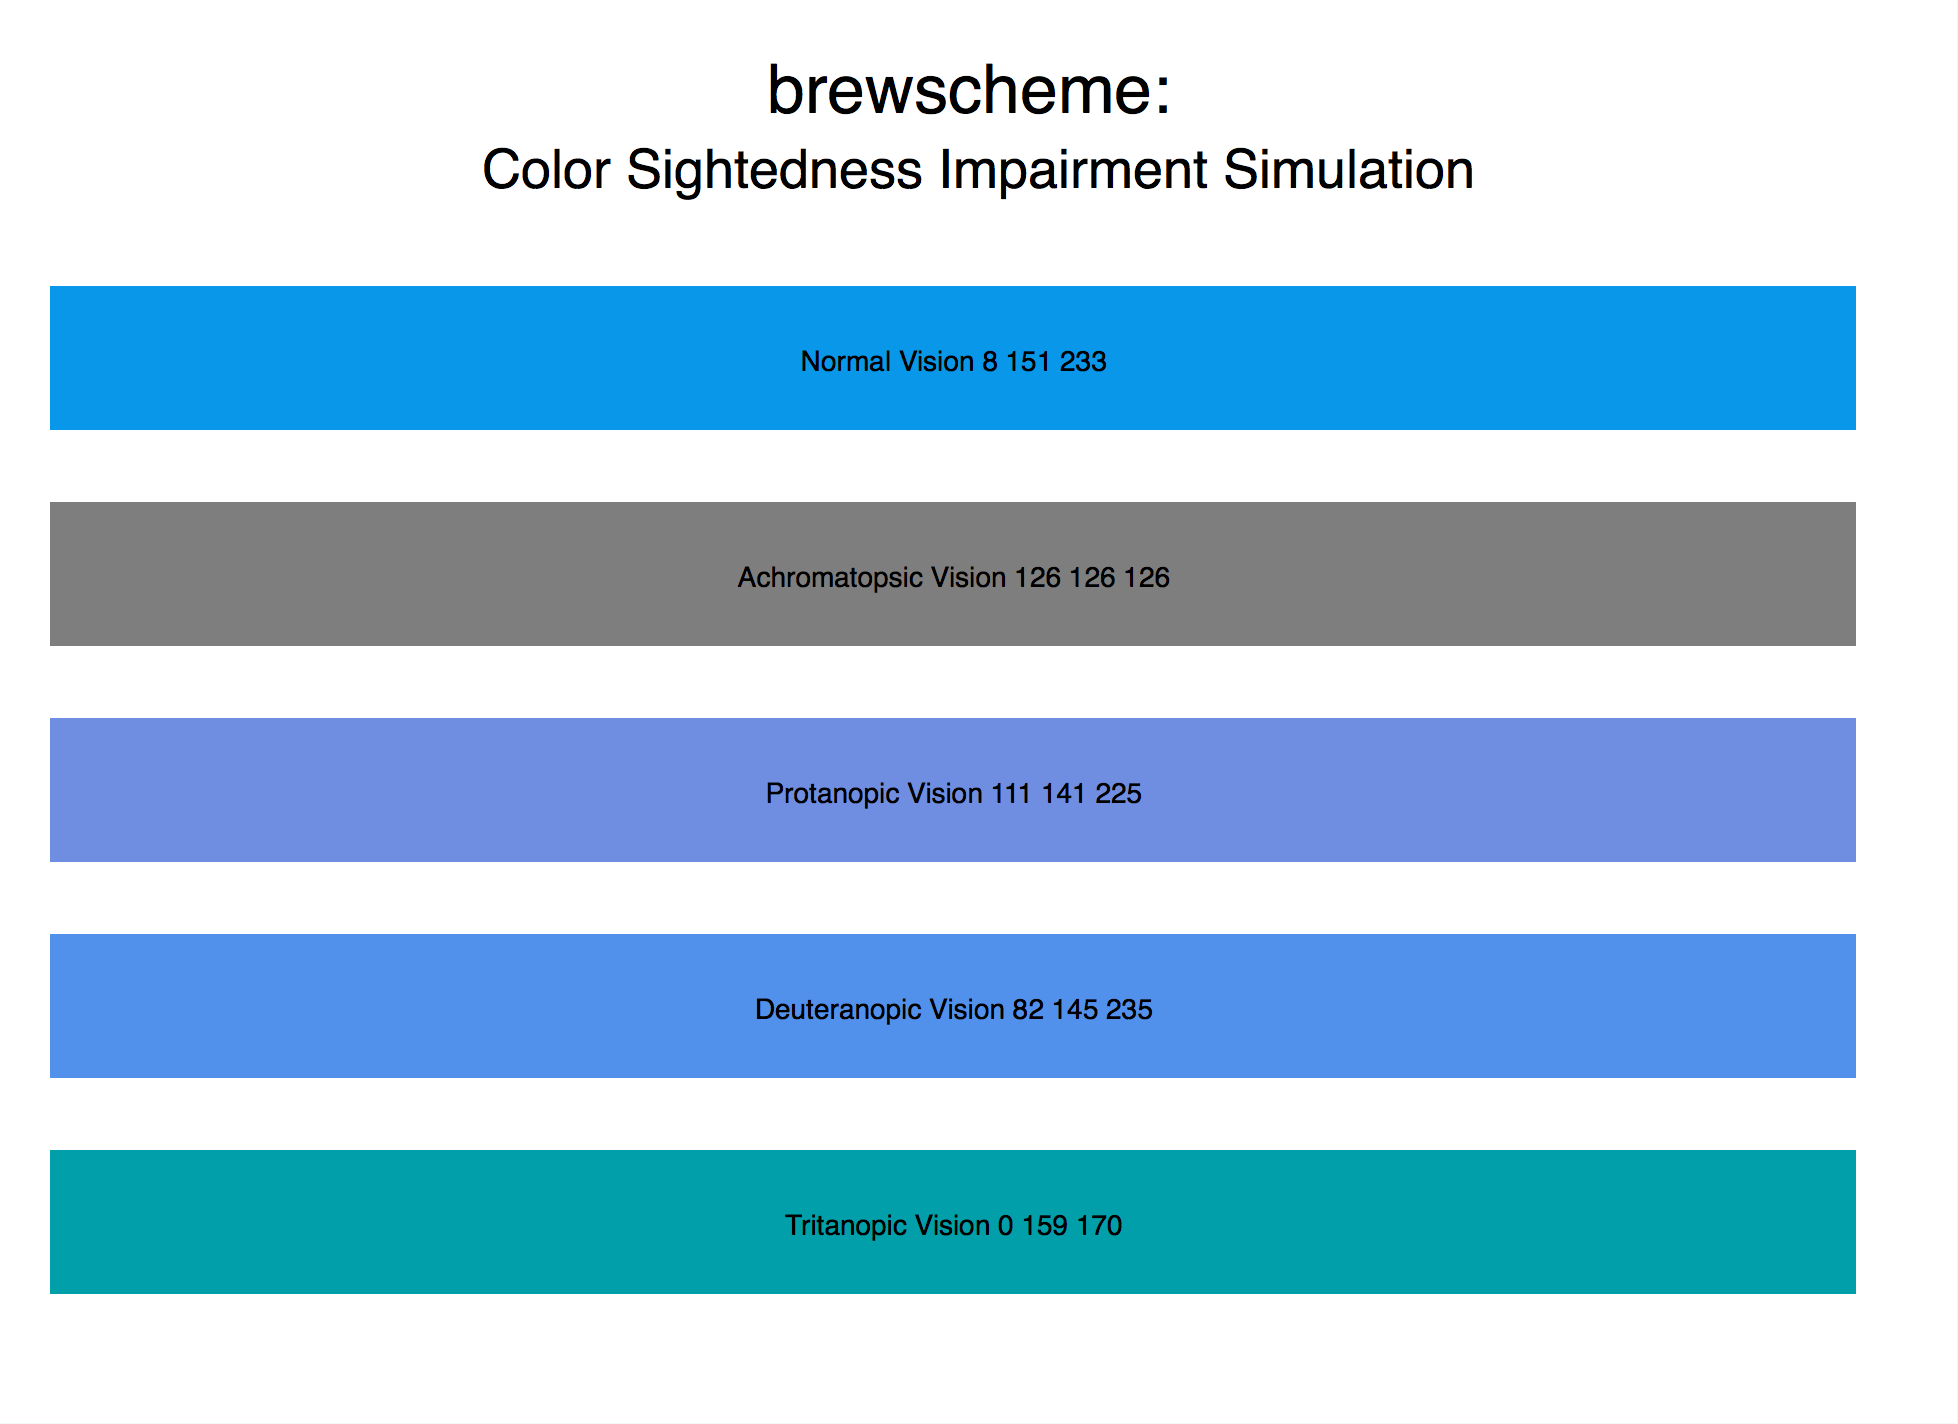 brewscheme:
Color Sightedness Impairment Simulation
Normal Vision 8 151 233
Achromatopsic Vision 126 126 126
Protanopic Vision 111 141 225
Deuteranopic Vision 82 145 235
Tritanopic Vision 0 159 170